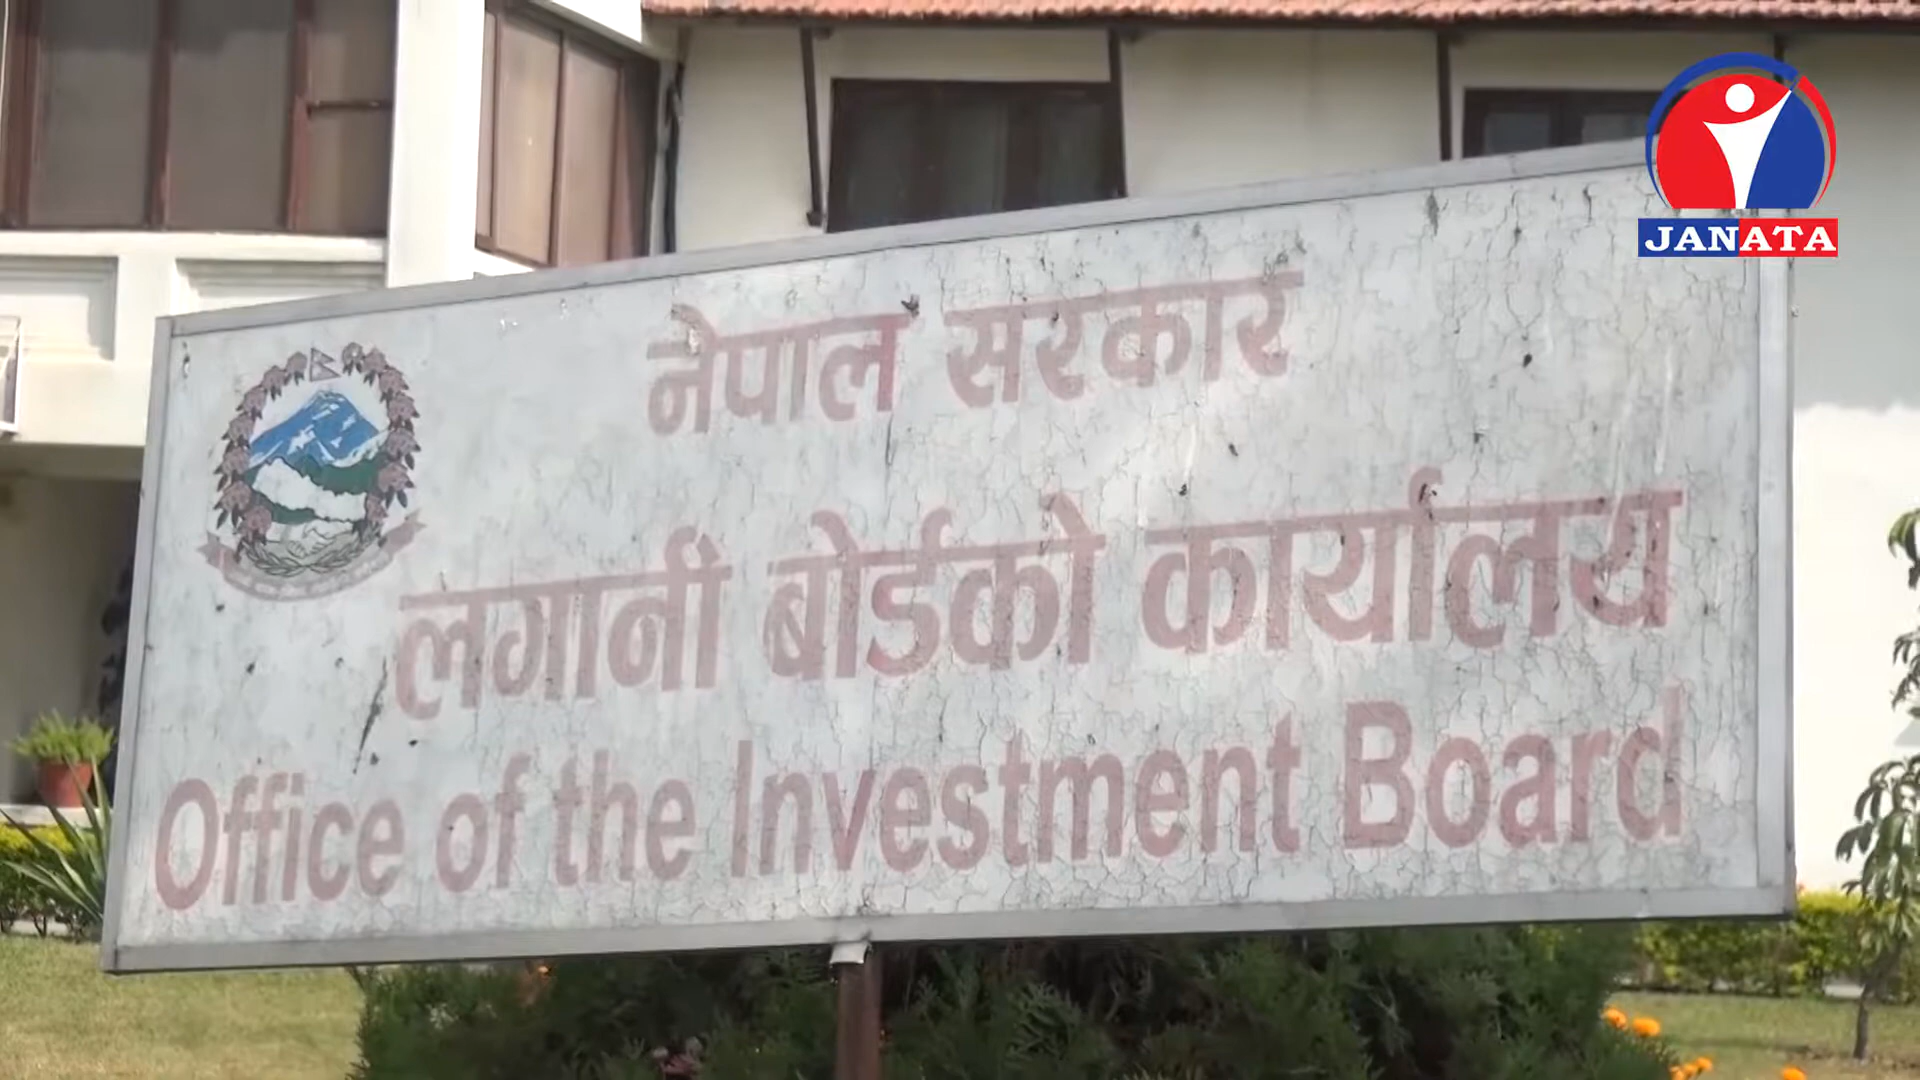 JANATA
नेपाल सरकार
लगानी बोर्डको कार्यालय
Office of the Investment Board